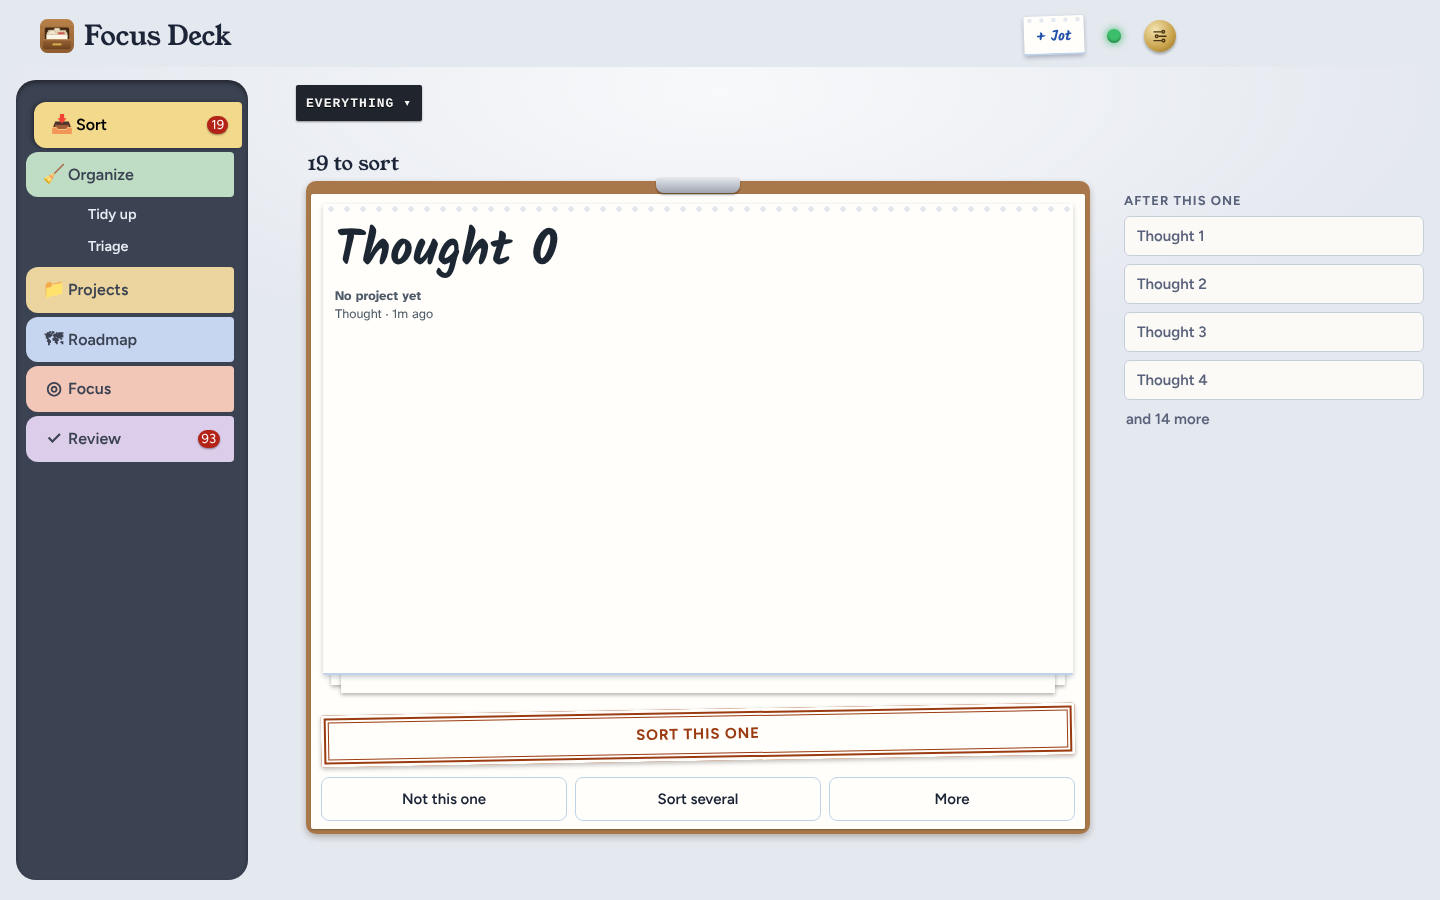 Focus Deck
+ Jot
Sort 19
Organize
Tidy up
Triage
Projects
Roadmap
Focus
Review 93
EVERYTHING ▾
19 to sort
Thought 0
No project yet
Thought · 1m ago
SORT THIS ONE
Not this one
Sort several
More
AFTER THIS ONE
Thought 1
Thought 2
Thought 3
Thought 4
and 14 more